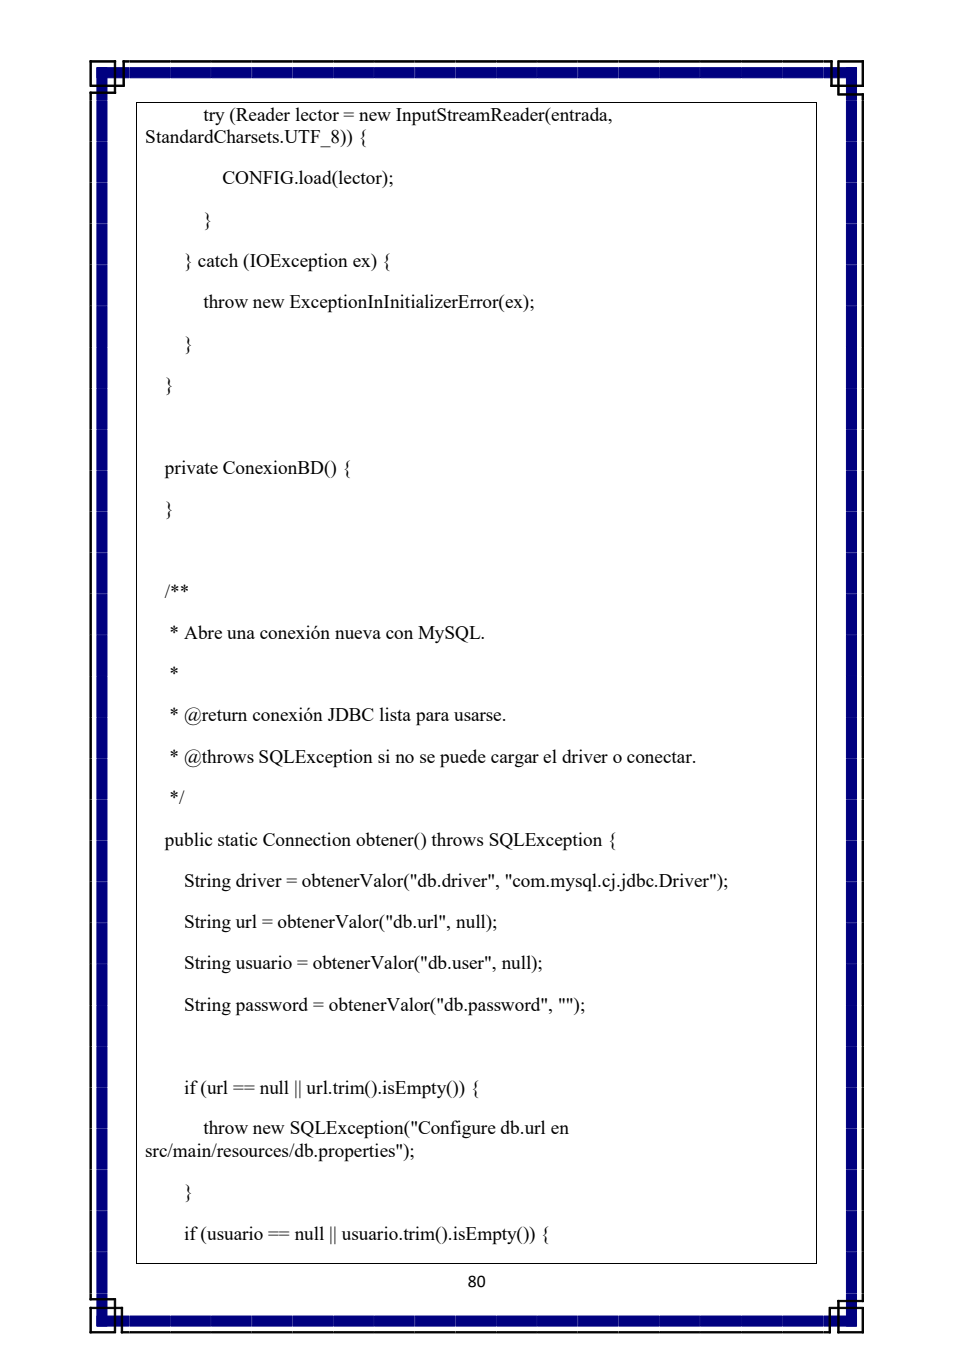 try (Reader lector = new InputStreamReader(entrada,
StandardCharsets.UTF_8)) {
CONFIG.load(lector);
}
} catch (IOException ex) {
throw new ExceptionInInitializerError(ex);
}
}
private ConexionBD() {
}
/**
* Abre una conexión nueva con MySQL.
*
* @return conexión JDBC lista para usarse.
* @throws SQLException si no se puede cargar el driver o conectar.
*/
public static Connection obtener() throws SQLException {
String driver = obtenerValor("db.driver", "com.mysql.cj.jdbc.Driver");
String url = obtenerValor("db.url", null);
String usuario = obtenerValor("db.user", null);
String password = obtenerValor("db.password", "");
if (url == null || url.trim().isEmpty()) {
throw new SQLException("Configure db.url en
src/main/resources/db.properties");
}
if (usuario == null || usuario.trim().isEmpty()) {
80